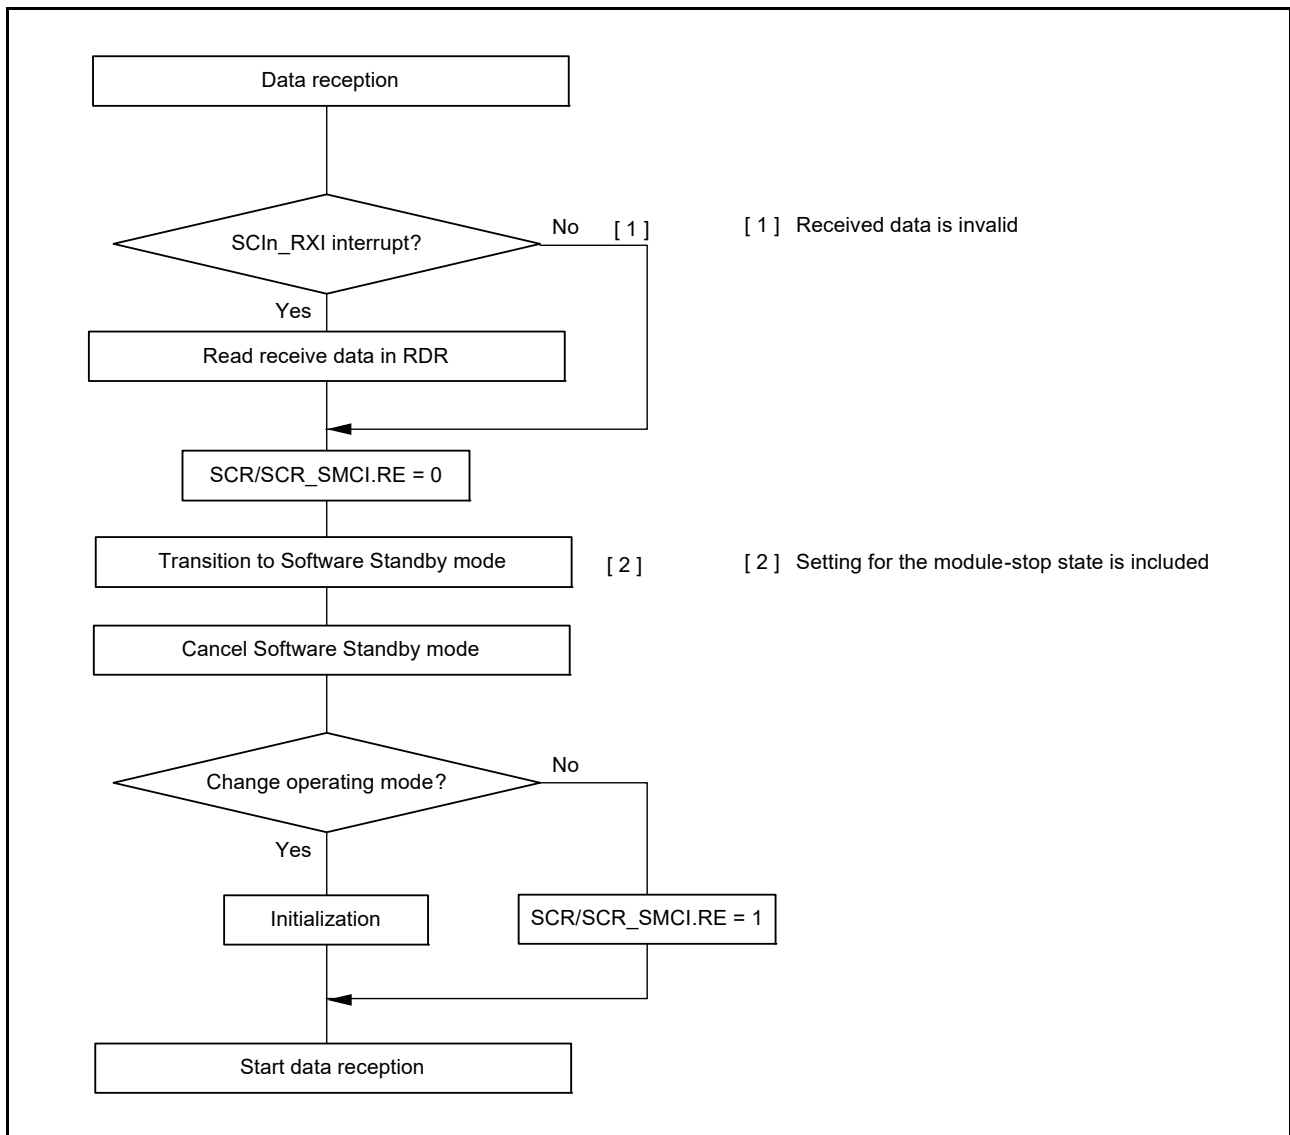 Data reception
No [ 1 ]
[ 1 ] Received data is invalid
SCIn_RXI interrupt?
Yes
Read receive data in RDR
SCR/SCR_SMCI.RE = 0
Transition to Software Standby mode
[ 2 ]
[ 2 ] Setting for the module-stop state is included
Cancel Software Standby mode
Change operating mode?
No
Yes
Initialization
SCR/SCR_SMCI.RE = 1
Start data reception